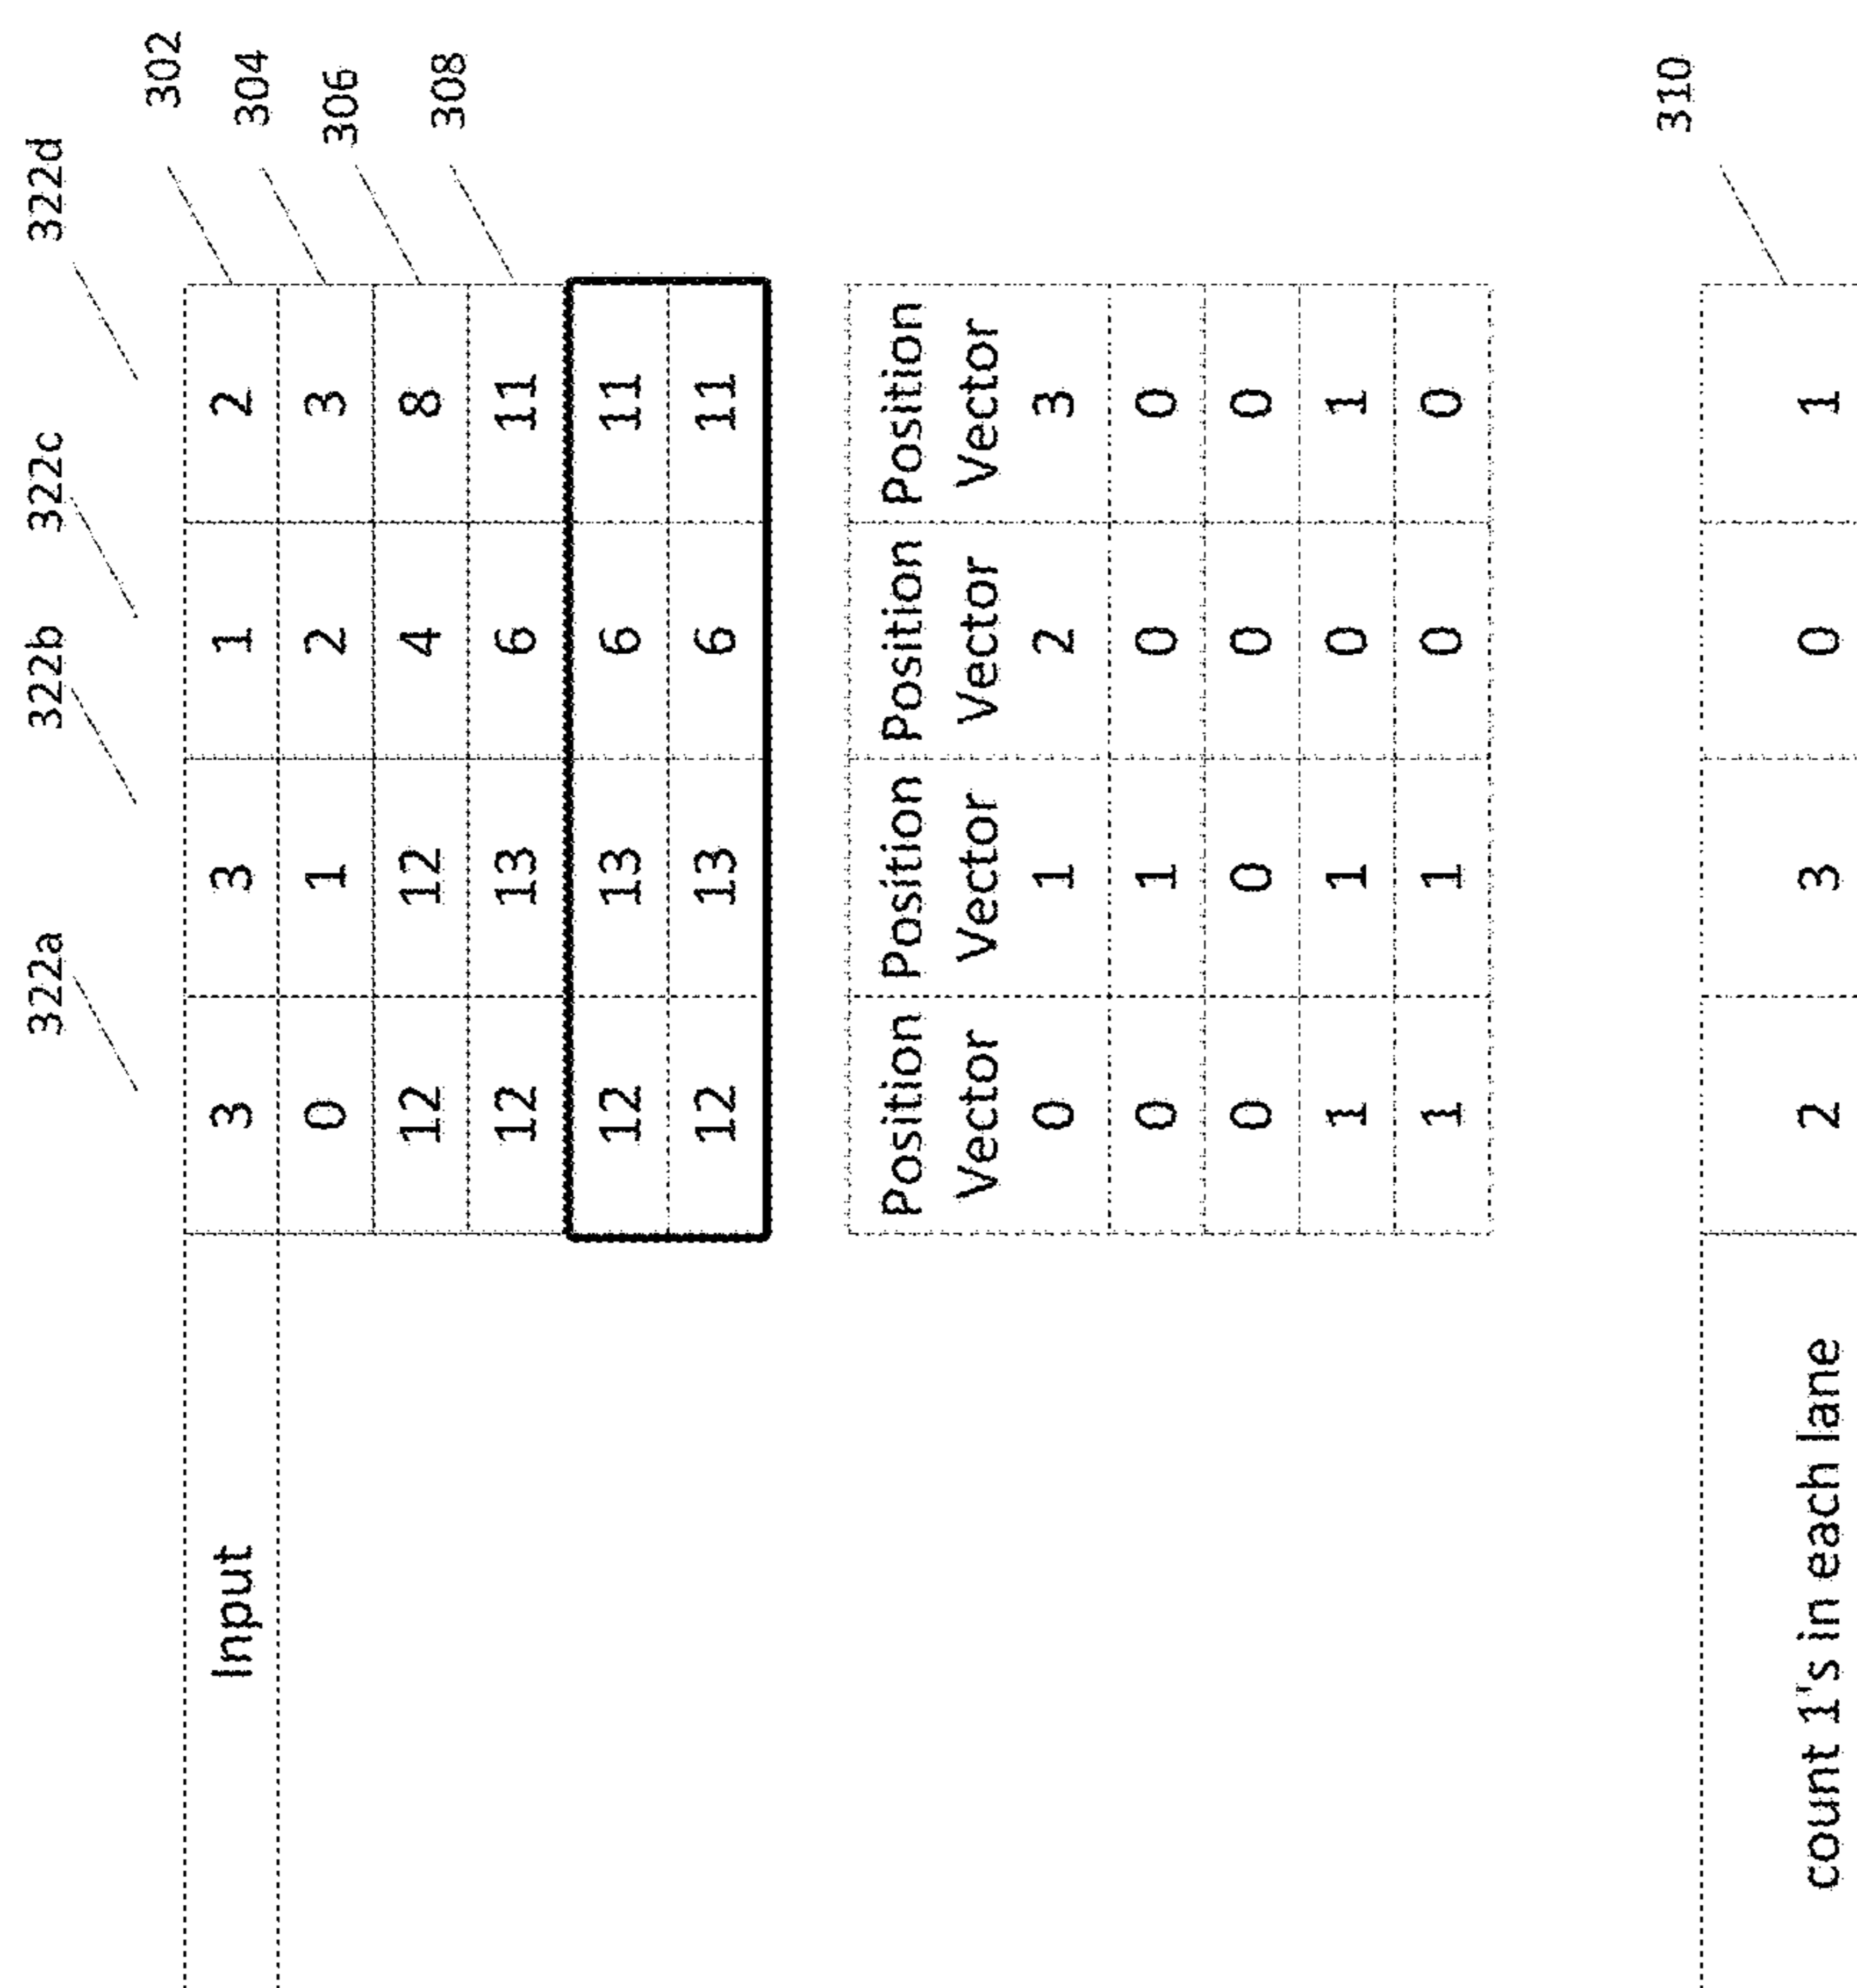 322a 322b 322c 322d
302
Input 3 3 1 2
304
0 1 2 3
306
12 12 4 8
308
12 13 6 11
12 13 6 11
12 13 6 11
Position Position Position Position
Vector Vector Vector Vector
0 1 2 3
0 1 0 0
0 0 0 0
1 1 0 1
1 1 0 0
310
count 1's in each lane 2 3 0 1